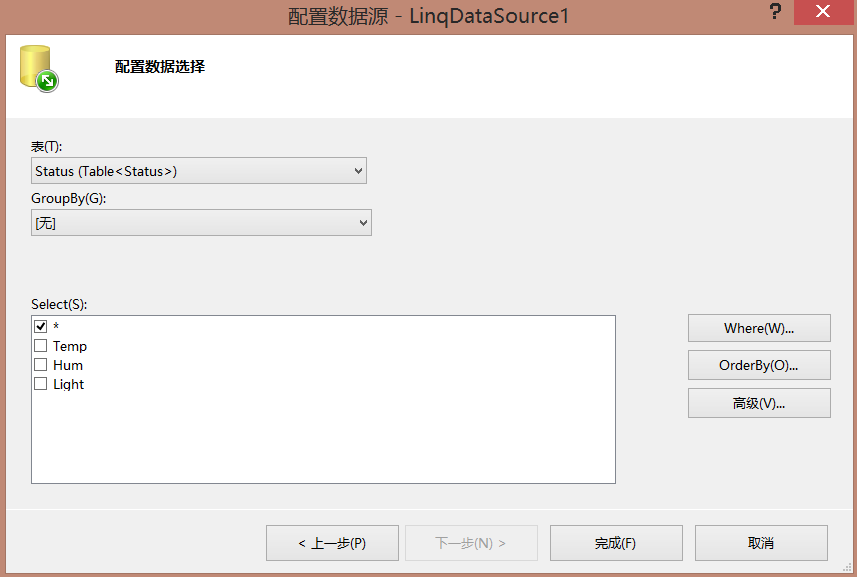 配置数据源 - LinqDataSource1
?
配置数据选择
表(T):
Status (Table<Status>)
GroupBy(G):
[无]
Select(S):
*
Temp
Hum
Light
Where(W)...
OrderBy(O)...
高级(V)...
< 上一步(P)
下一步(N) >
完成(F)
取消